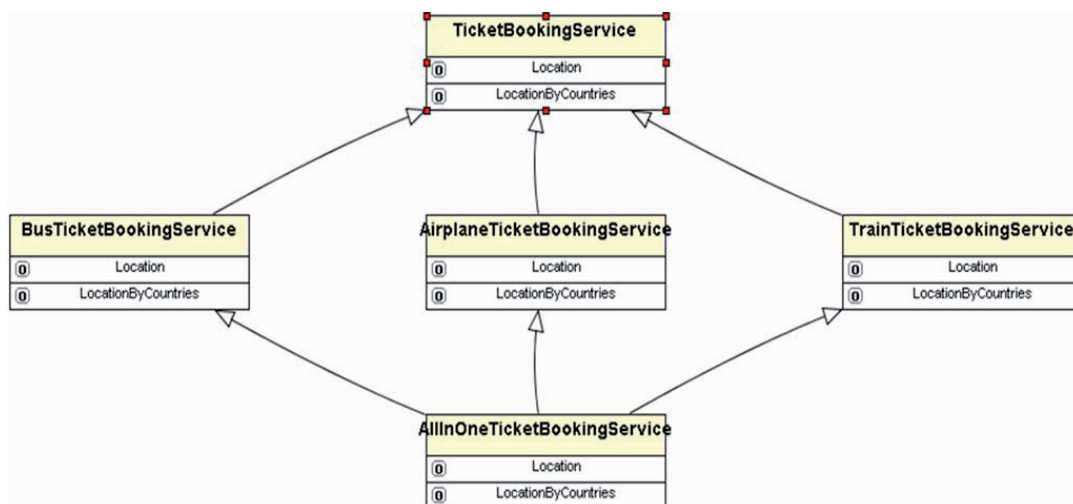 TicketBookingService
0 Location
0 LocationByCountries
BusTicketBookingService
0 Location
0 LocationByCountries
AirplaneTicketBookingService
0 Location
0 LocationByCountries
TrainTicketBookingService
0 Location
0 LocationByCountries
AllInOneTicketBookingService
0 Location
0 LocationByCountries